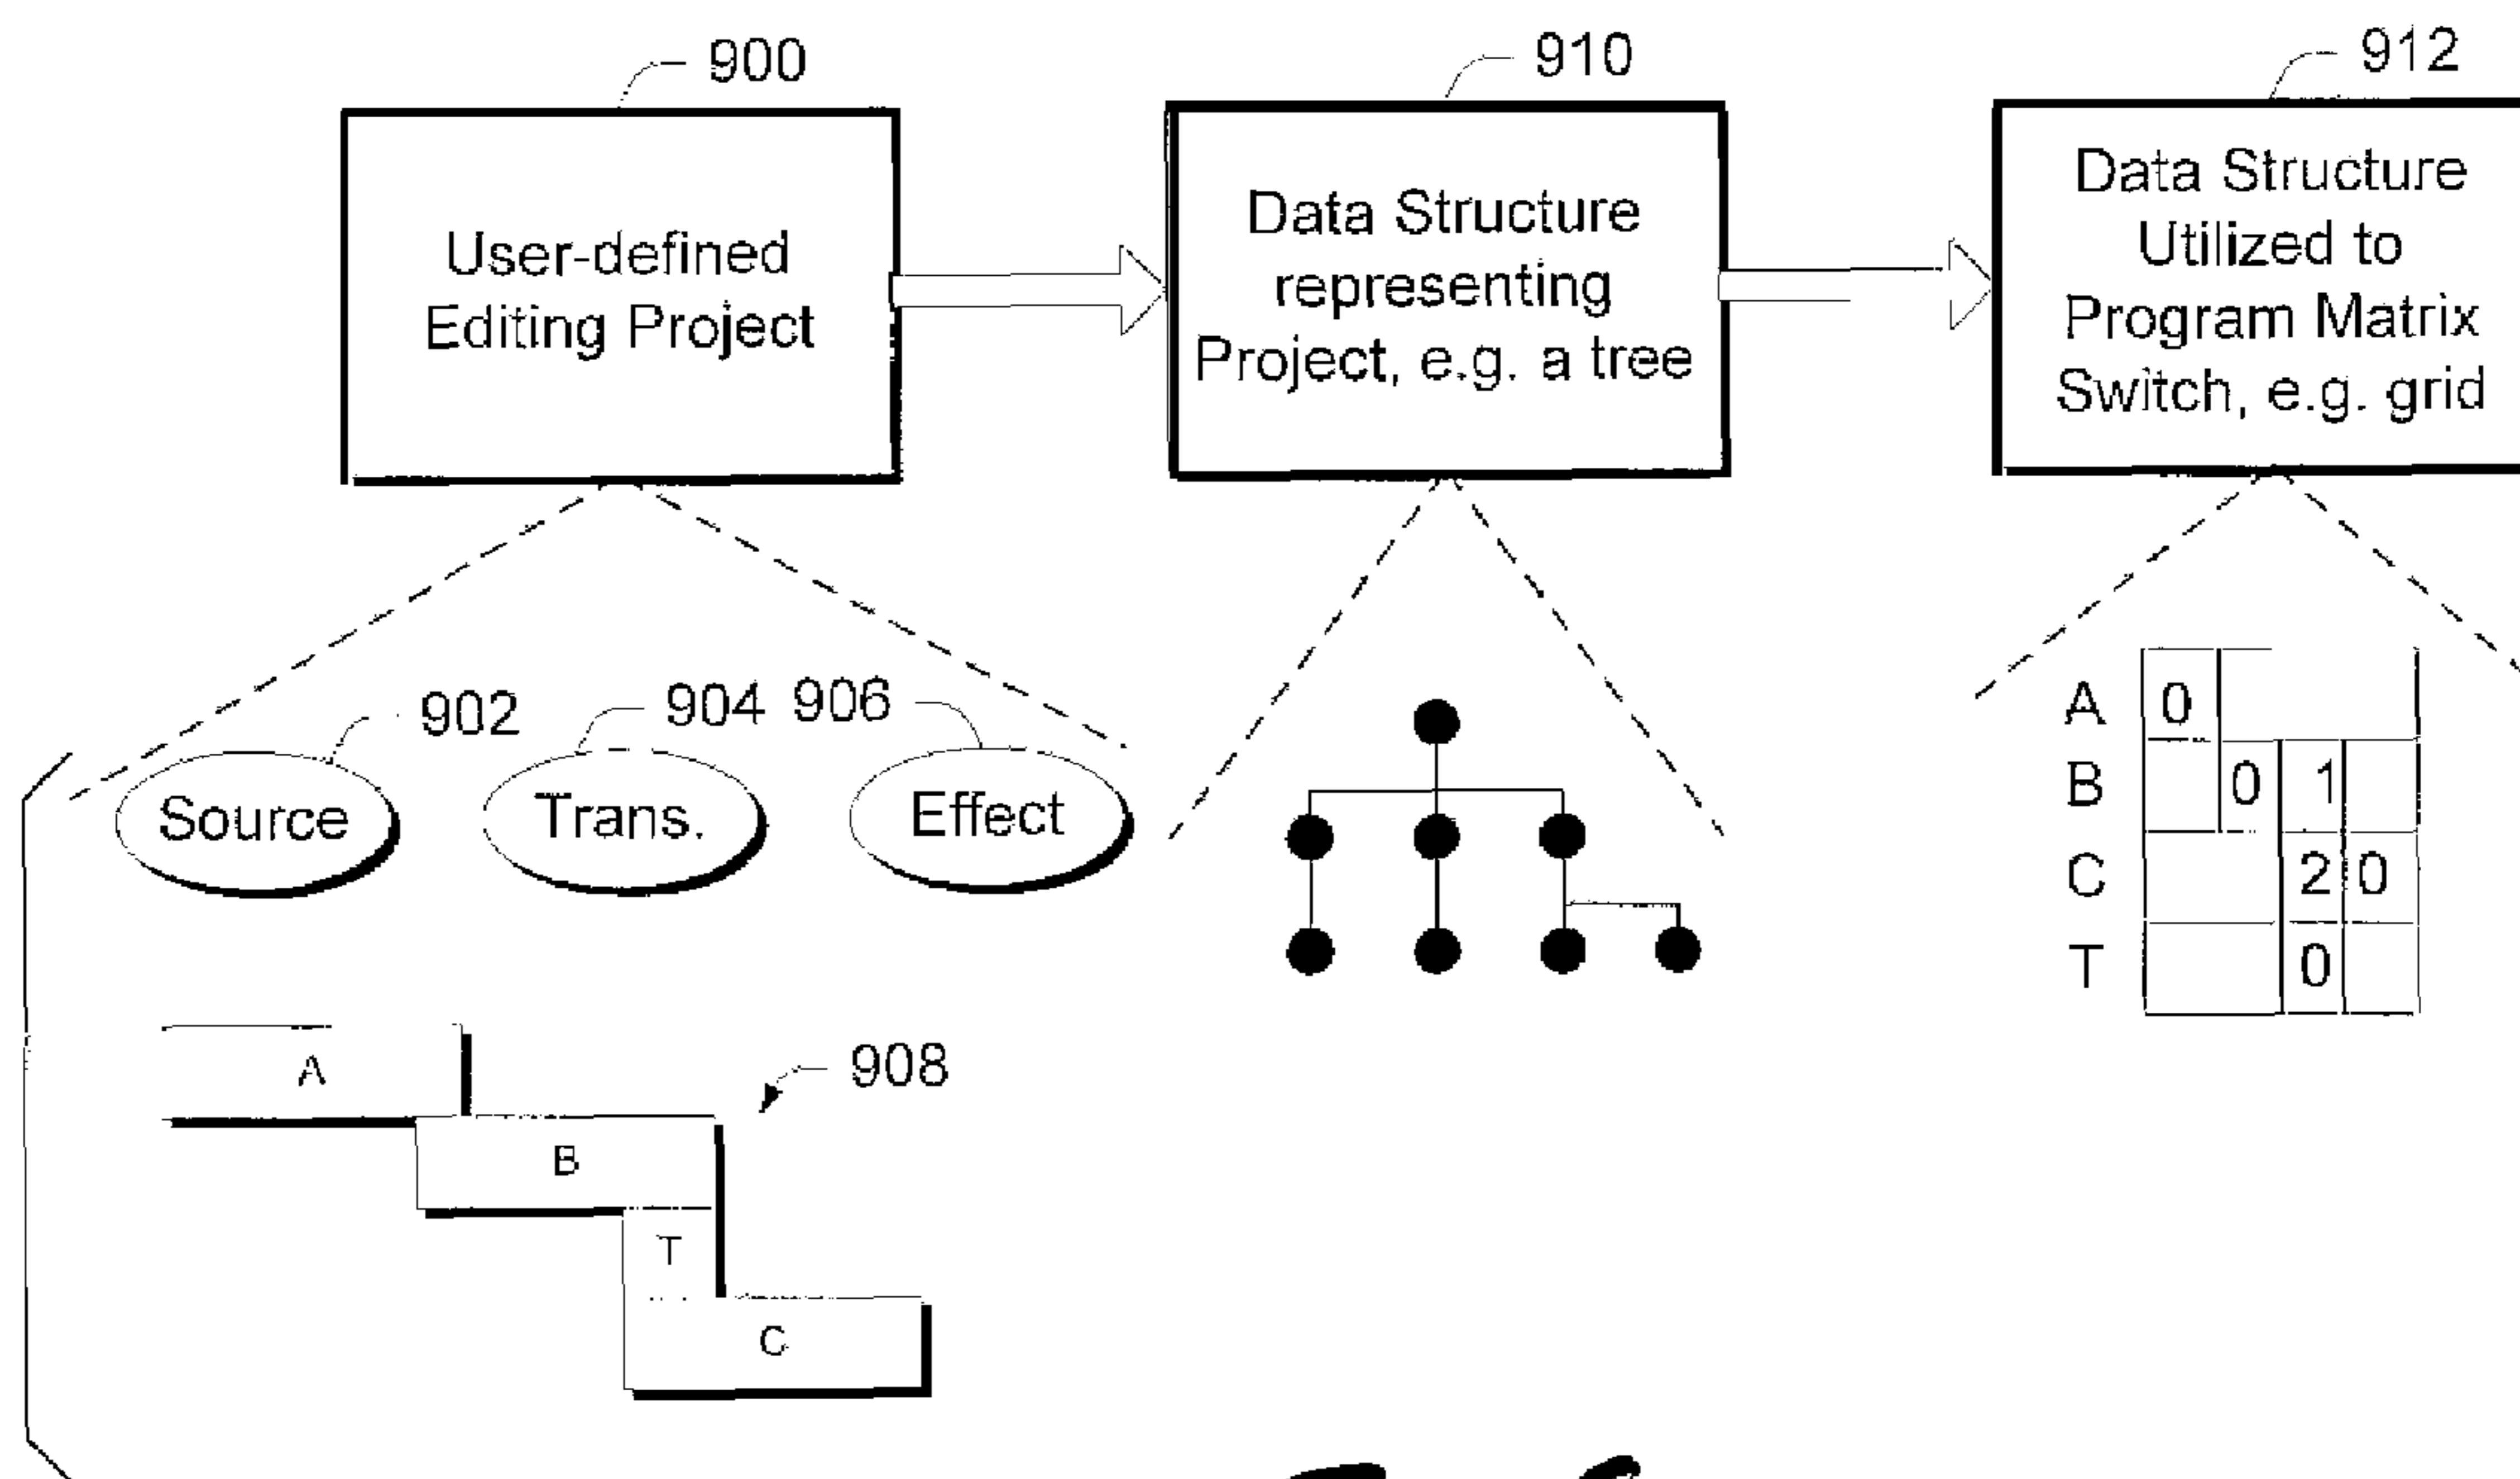 900
910
912
User-defined
Editing Project
Data Structure
representing
Project, e.g. a tree
Data Structure
Utilized to
Program Matrix
Switch, e.g. grid
902
904
906
Source
Trans.
Effect
A 0
B 0 1
C 2 0
T 0
A
908
B
T
C